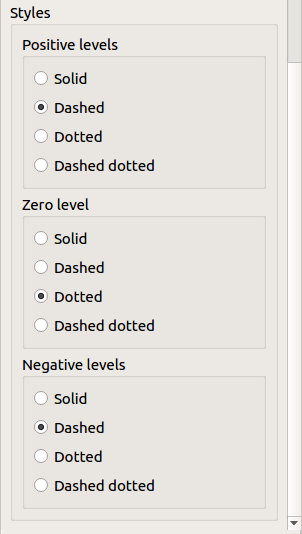 Styles
Positive levels
Solid
Dashed
Dotted
Dashed dotted
Zero level
Solid
Dashed
Dotted
Dashed dotted
Negative levels
Solid
Dashed
Dotted
Dashed dotted